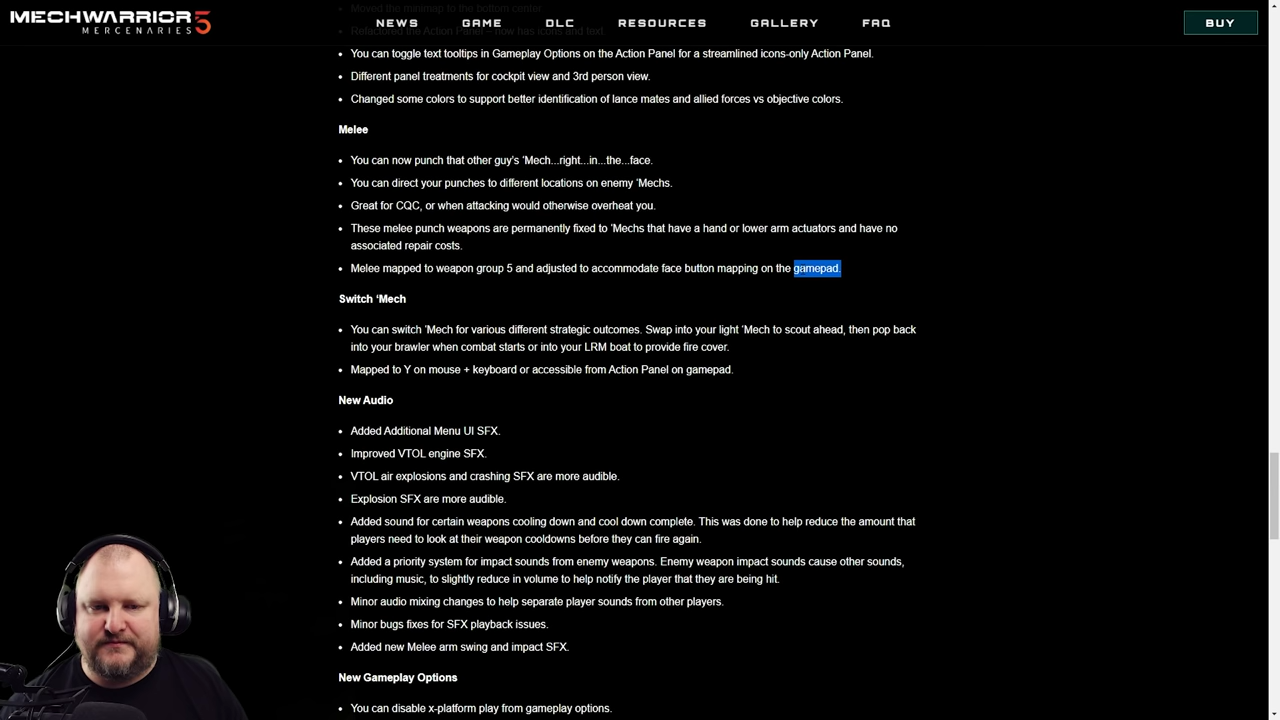 MECHWARRIOR 5
MERCENARIES
NEWS GAME DLC RESOURCES GALLERY FAQ
BUY
Moved the minimap to the bottom center.
Refactored the Action Panel – now has icons and text.
• You can toggle text tooltips in Gameplay Options on the Action Panel for a streamlined icons-only Action Panel.
• Different panel treatments for cockpit view and 3rd person view.
• Changed some colors to support better identification of lance mates and allied forces vs objective colors.
Melee
• You can now punch that other guy's 'Mech...right...in...the...face.
• You can direct your punches to different locations on enemy 'Mechs.
• Great for CQC, or when attacking would otherwise overheat you.
• These melee punch weapons are permanently fixed to 'Mechs that have a hand or lower arm actuators and have no
associated repair costs.
• Melee mapped to weapon group 5 and adjusted to accommodate face button mapping on the gamepad.
Switch ‘Mech
• You can switch 'Mech for various different strategic outcomes. Swap into your light 'Mech to scout ahead, then pop back
into your brawler when combat starts or into your LRM boat to provide fire cover.
• Mapped to Y on mouse + keyboard or accessible from Action Panel on gamepad.
New Audio
• Added Additional Menu UI SFX.
• Improved VTOL engine SFX.
• VTOL air explosions and crashing SFX are more audible.
• Explosion SFX are more audible.
• Added sound for certain weapons cooling down and cool down complete. This was done to help reduce the amount that
players need to look at their weapon cooldowns before they can fire again.
• Added a priority system for impact sounds from enemy weapons. Enemy weapon impact sounds cause other sounds,
including music, to slightly reduce in volume to help notify the player that they are being hit.
• Minor audio mixing changes to help separate player sounds from other players.
• Minor bugs fixes for SFX playback issues.
• Added new Melee arm swing and impact SFX.
New Gameplay Options
• You can disable x-platform play from gameplay options.